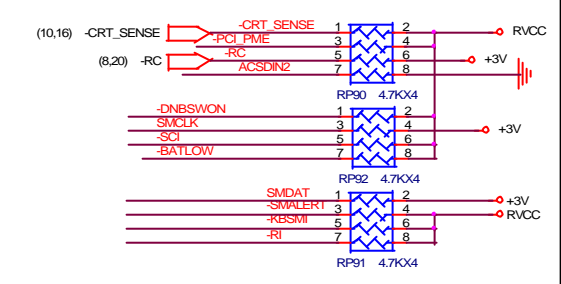 -CRT_SENSE
(10,16) -CRT_SENSE 1 2 RVCC
-PCI_PME 3 4
(8,20) -RC -RC 5 6 +3V
ACSDIN2 7 8
RP90 4.7KX4
-DNBSWON 1 2
SMCLK 3 4 +3V
-SCI 5 6
-BATLOW 7 8
RP92 4.7KX4
SMDAT 1 2 +3V
-SMALERT 3 4 RVCC
-KBSMI 5 6
-RI 7 8
RP91 4.7KX4